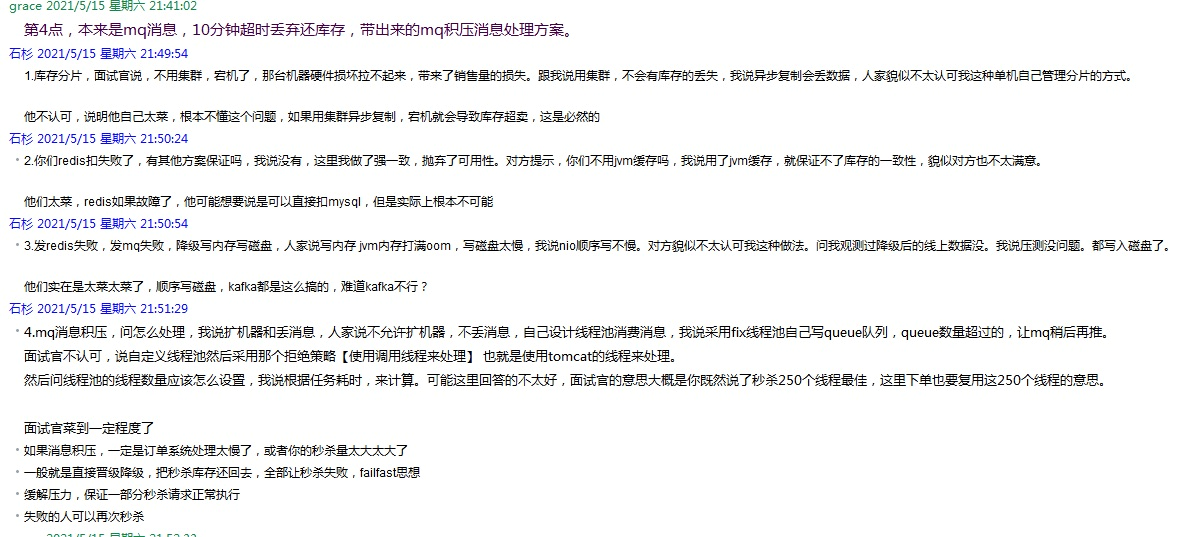 grace 2021/5/15 星期六 21:41:02
第4点，本来是mq消息，10分钟超时丢弃还库存，带出来的mq积压消息处理方案。
石杉 2021/5/15 星期六 21:49:54
1.库存分片，面试官说，不用集群，宕机了，那台机器硬件损坏拉不起来，带来了销售量的损失。跟我说用集群，不会有库存的丢失，我说异步复制会丢数据，人家貌似不太认可我这种单机自己管理分片的方式。
他不认可，说明他自己太菜，根本不懂这个问题，如果用集群异步复制，宕机就会导致库存超卖，这是必然的
石杉 2021/5/15 星期六 21:50:24
2.你们redis扣失败了，有其他方案保证吗，我说没有，这里我做了强一致，抛弃了可用性。对方提示，你们不用jvm缓存吗，我说用了jvm缓存，就保证不了库存的一致性，貌似对方也不太满意。
他们太菜，redis如果故障了，他可能想要说是可以直接扣mysql，但是实际上根本不可能
石杉 2021/5/15 星期六 21:50:54
3.发redis失败，发mq失败，降级写内存写磁盘，人家说写内存 jvm内存打满oom，写磁盘太慢，我说nio顺序写不慢。对方貌似不太认可我这种做法。问我观测过降级后的线上数据没。我说压测没问题。都写入磁盘了。
他们实在是太菜太菜了，顺序写磁盘，kafka都是这么搞的，难道kafka不行？
石杉 2021/5/15 星期六 21:51:29
4.mq消息积压，问怎么处理，我说扩机器和丢消息，人家说不允许扩机器，不丢消息，自己设计线程池消费消息，我说采用fix线程池自己写queue队列，queue数量超过的，让mq稍后再推。
面试官不认可，说自定义线程池然后采用那个拒绝策略【使用调用线程来处理】 也就是使用tomcat的线程来处理。
然后问线程池的线程数量应该怎么设置，我说根据任务耗时，来计算。可能这里回答的不太好，面试官的意思大概是你既然说了秒杀250个线程最佳，这里下单也要复用这250个线程的意思。
面试官菜到一定程度了
如果消息积压，一定是订单系统处理太慢了，或者你的秒杀量太大太大了
一般就是直接晋级降级，把秒杀库存还回去，全部让秒杀失败，failfast思想
缓解压力，保证一部分秒杀请求正常执行
失败的人可以再次秒杀